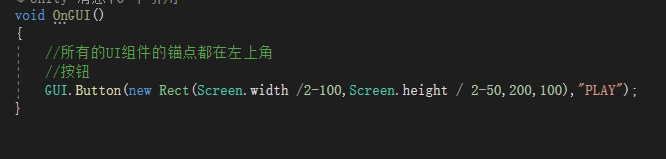 void OnGUI()
{
//所有的UI组件的锚点都在左上角
//按钮
GUI.Button(new Rect(Screen.width /2-100,Screen.height / 2-50,200,100),"PLAY");
}